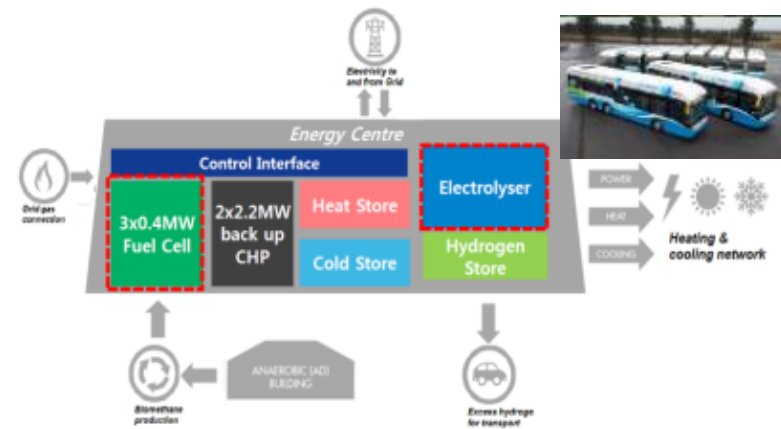 Electricity to
and from Grid
Energy Centre
Control Interface
Grid gas
connection
3x0.4MW
Fuel Cell
2x2.2MW
back up
CHP
Heat Store
Cold Store
Electrolyser
Hydrogen
Store
POWER
HEAT
COOLING
Heating &
cooling network
ANAEROBIC (AD)
BUILDING
Biomethane
production
Excess hydroge
for transport